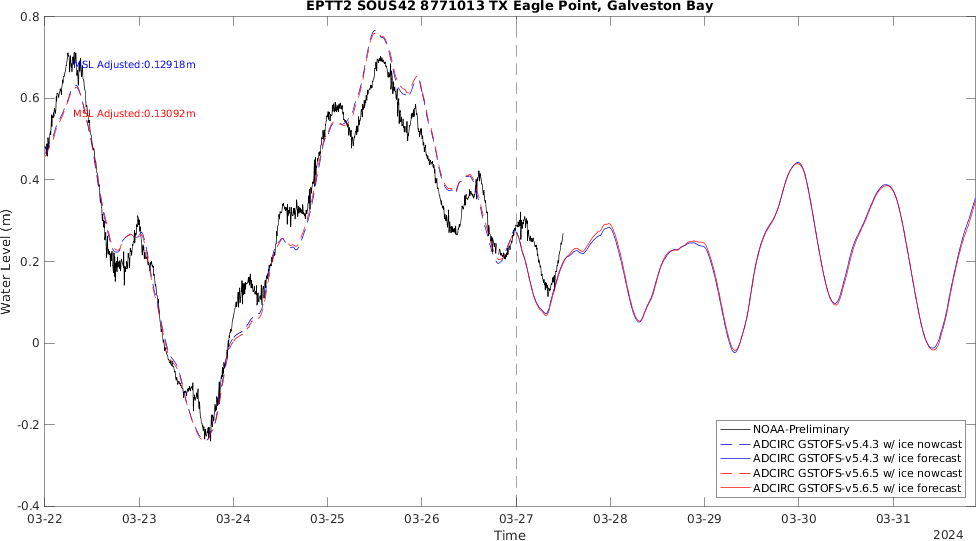 EPTT2 SOUS42 8771013 TX Eagle Point, Galveston Bay
0.8
MSL Adjusted:0.12918m
0.6
MSL Adjusted:0.13092m
0.4
Water Level (m)
0.2
0
-0.2
-0.4
NOAA-Preliminary
ADCIRC GSTOFS-v5.4.3 w/ ice nowcast
ADCIRC GSTOFS-v5.4.3 w/ ice forecast
ADCIRC GSTOFS-v5.6.5 w/ ice nowcast
ADCIRC GSTOFS-v5.6.5 w/ ice forecast
03-22 03-23 03-24 03-25 03-26 03-27 03-28 03-29 03-30 03-31
Time
2024